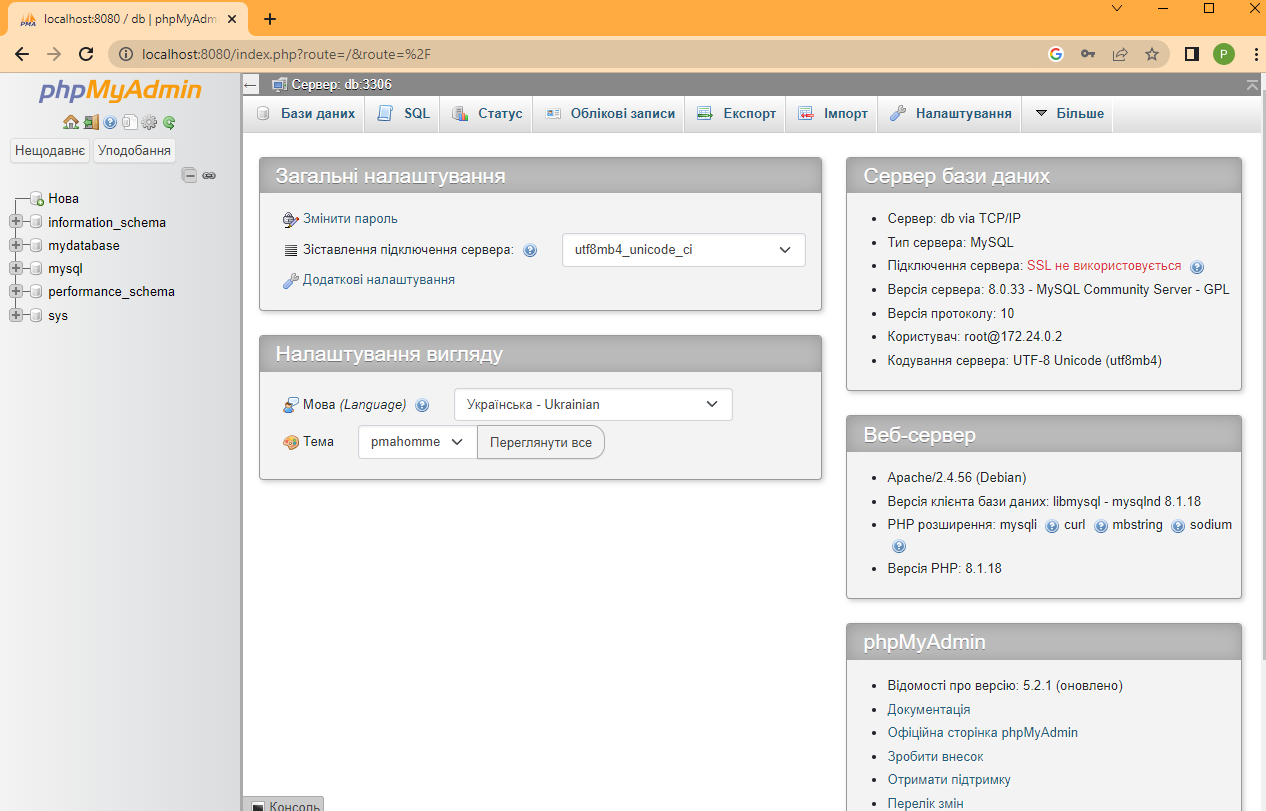 localhost:8080 / db | phpMyAdm
localhost:8080/index.php?route=/&route=%2F
P
phpMyAdmin
Нещодавнє
Уподобання
Нова
information_schema
mydatabase
mysql
performance_schema
sys
Сервер: db:3306
Бази даних
SQL
Статус
Облікові записи
Експорт
Імпорт
Налаштування
Більше
Загальні налаштування
Змінити пароль
Зіставлення підключення сервера:
utf8mb4_unicode_ci
Додаткові налаштування
Налаштування вигляду
Мова (Language)
Українська - Ukrainian
Тема
pmahomme
Переглянути все
Сервер бази даних
Сервер: db via TCP/IP
Тип сервера: MySQL
Підключення сервера: SSL не використовується
Версія сервера: 8.0.33 - MySQL Community Server - GPL
Версія протоколу: 10
Користувач: root@172.24.0.2
Кодування сервера: UTF-8 Unicode (utf8mb4)
Веб-сервер
Apache/2.4.56 (Debian)
Версія клієнта бази даних: libmysql - mysqlnd 8.1.18
PHP розширення: mysqli curl mbstring sodium
Версія PHP: 8.1.18
phpMyAdmin
Відомості про версію: 5.2.1 (оновлено)
Документація
Офіційна сторінка phpMyAdmin
Зробити внесок
Отримати підтримку
Перелік змін
Консоль